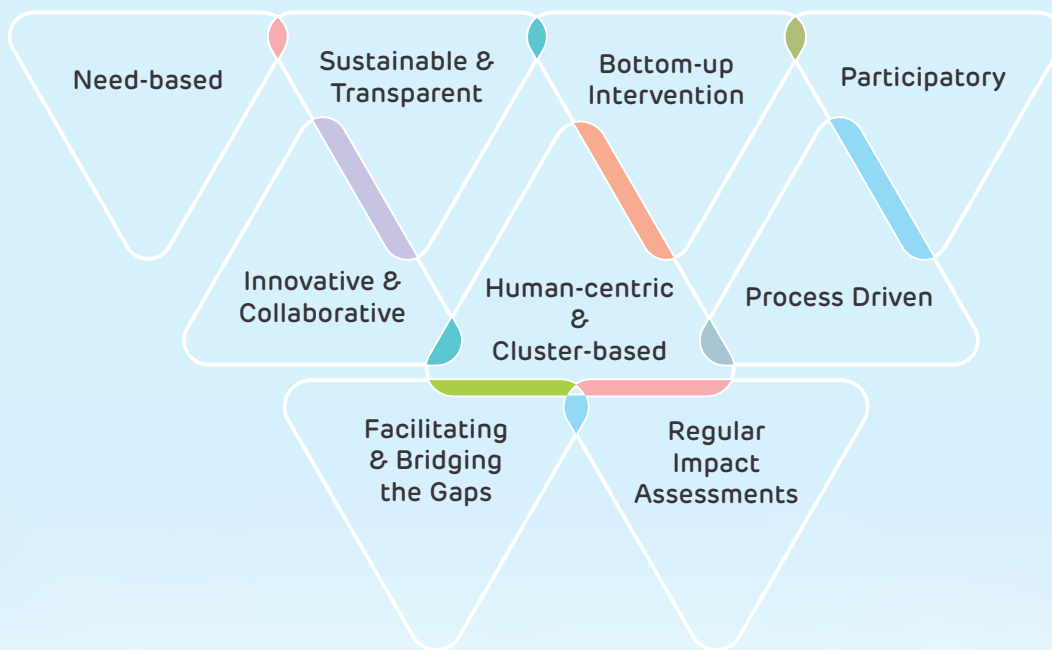 Need-based
Sustainable &
Transparent
Bottom-up
Intervention
Participatory
Innovative &
Collaborative
Human-centric
&
Cluster-based
Process Driven
Facilitating
& Bridging
the Gaps
Regular
Impact
Assessments